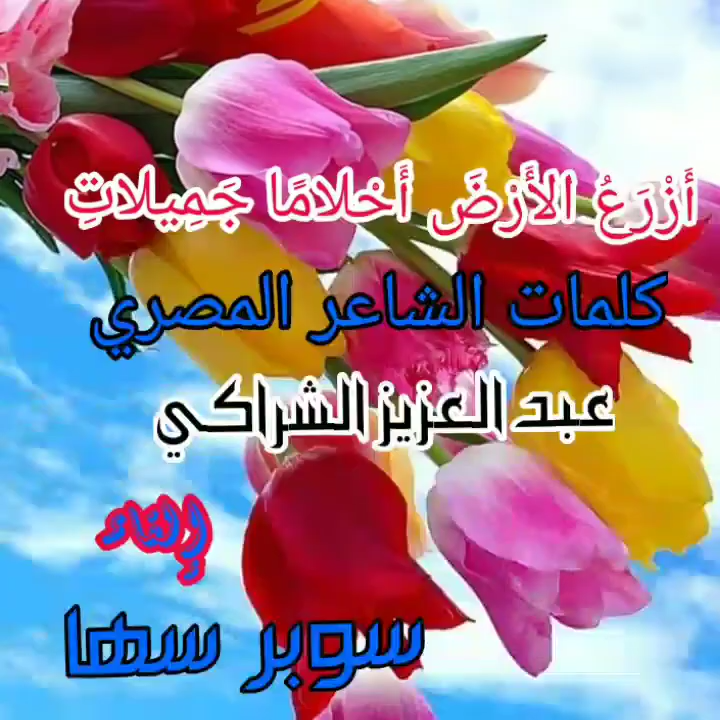 أَزْرَعُ الأَرْضَ أَحْلامًا جَمِيلاتِ
كلمات الشاعر المصري
عبد العزيز الشراكي
إلقاء
سوبر سها